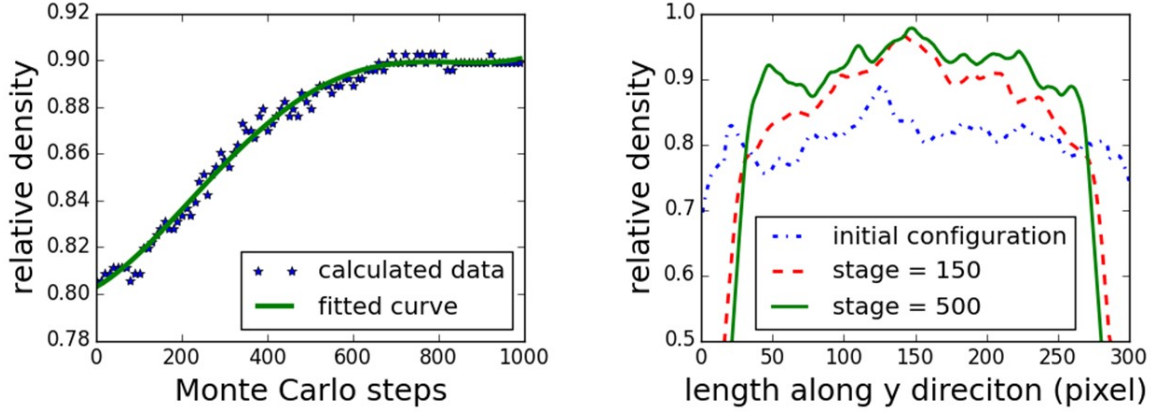 0.92
0.90
0.88
0.86
0.84
0.82
0.80
0.78
relative density
calculated data
fitted curve
0 200 400 600 800 1000
Monte Carlo steps
1.0
0.9
0.8
0.7
0.6
0.5
relative density
initial configuration
stage = 150
stage = 500
0 50 100 150 200 250 300
length along y direciton (pixel)